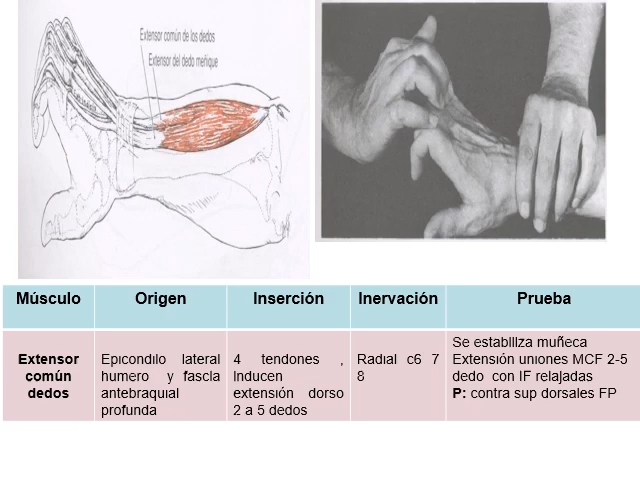 Extensor común de los dedos
Extensor del dedo meñique
Músculo Origen Inserción Inervación Prueba
Extensor
común
dedos
Epicondilo lateral
humero y fascia
antebraquial
profunda
4 tendones ,
inducen
extensión dorso
2 a 5 dedos
Radial c6 7
8
Se estabiliza muñeca
Extensión uniones MCF 2-5
dedo con IF relajadas
P: contra sup dorsales FP